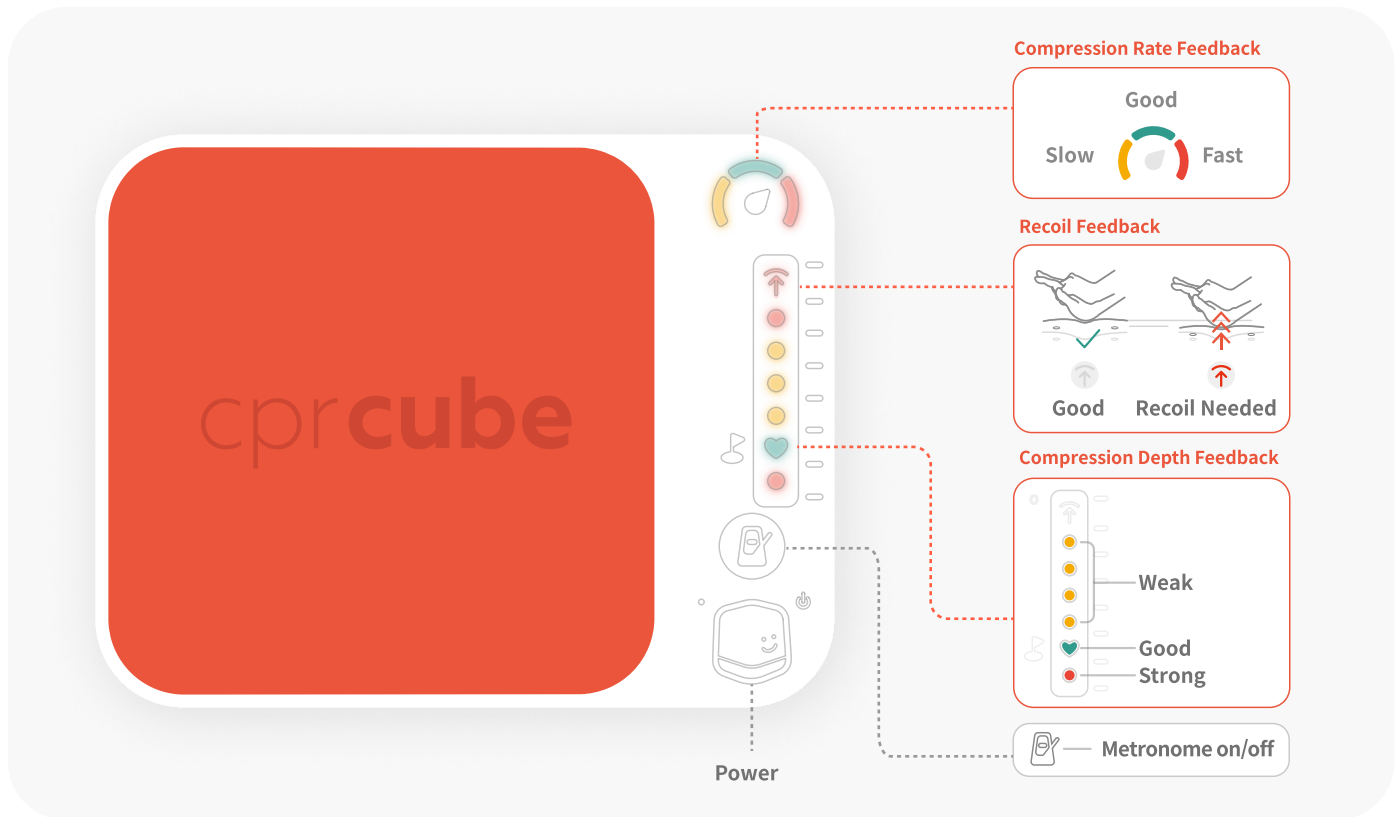 cprcube
Power
Compression Rate Feedback
Good
Slow
Fast
Recoil Feedback
Good
Recoil Needed
Compression Depth Feedback
Weak
Good
Strong
Metronome on/off